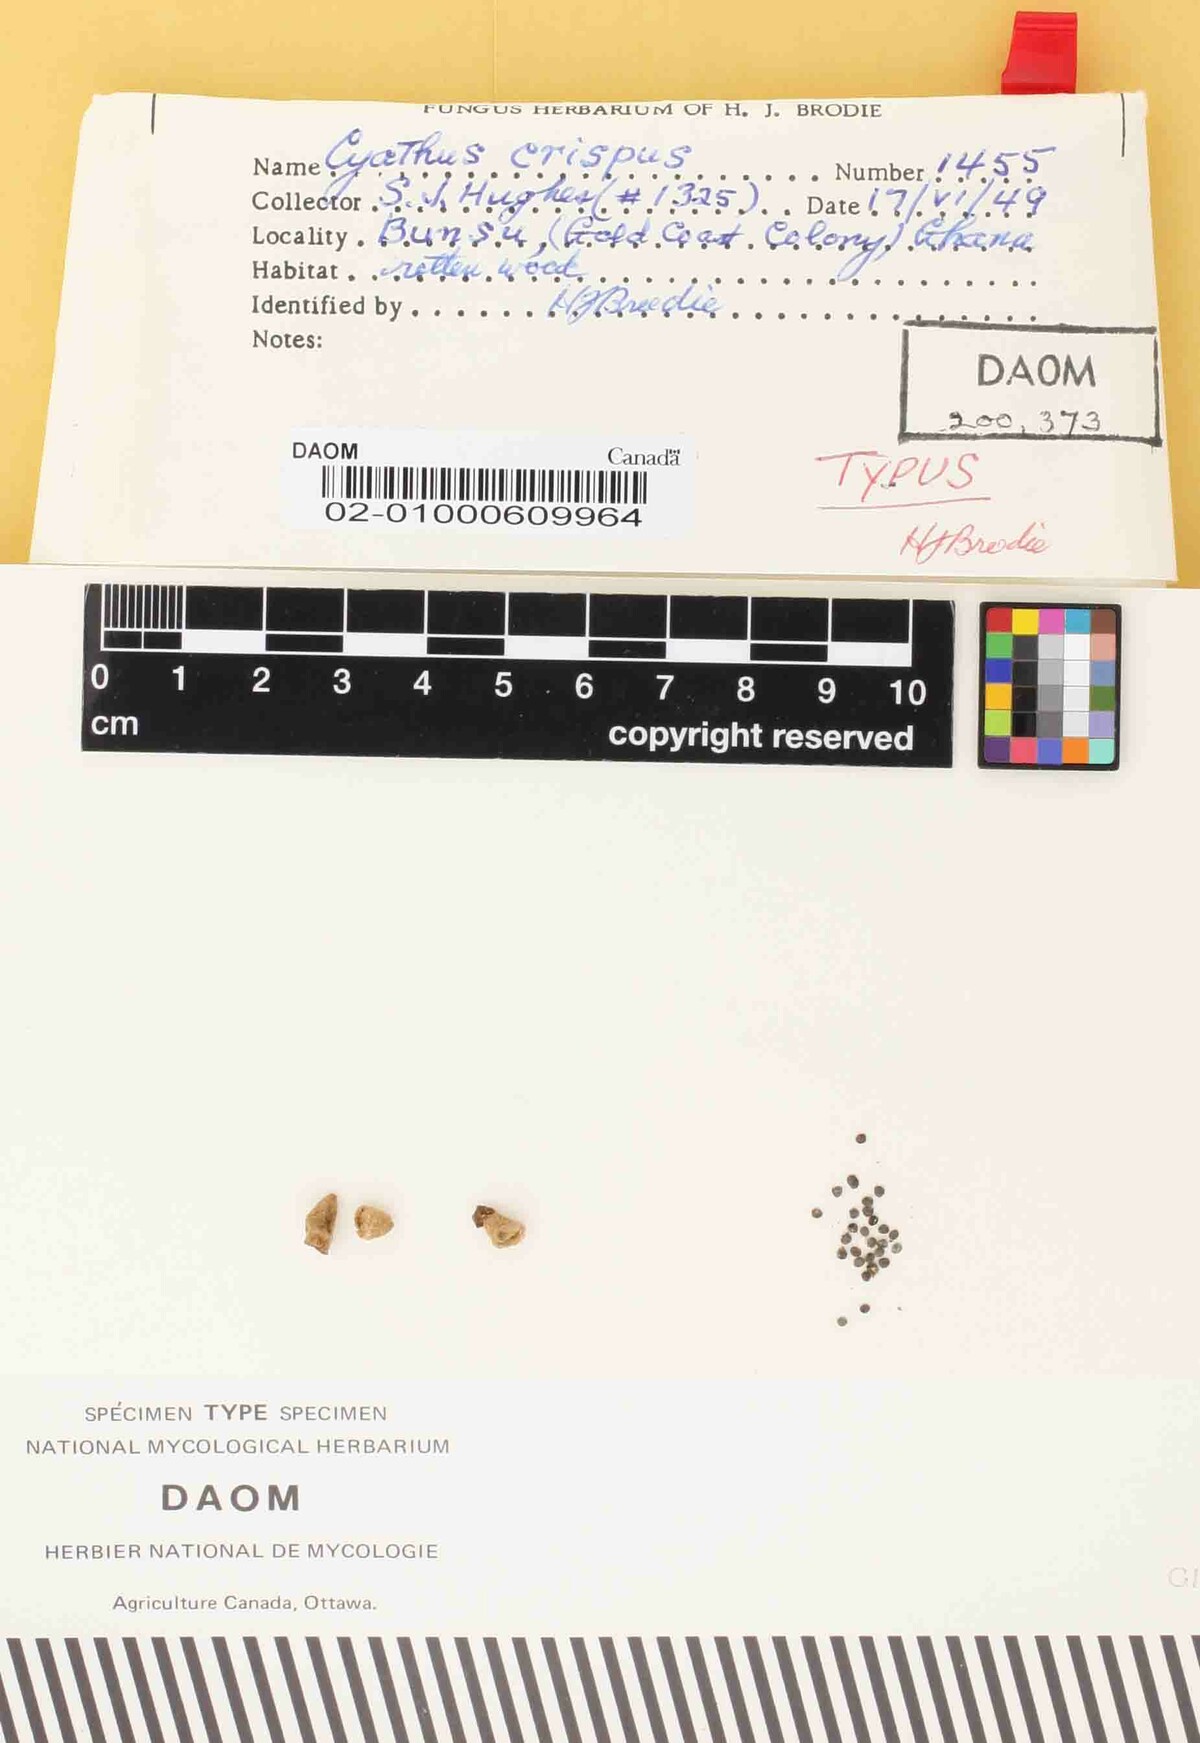 FUNGUS HERBARIUM OF H. J. BRODIE
Name Cyathus crispus Number 1455
Collector S. J. Hughes (#1325) Date 17/VI/49
Locality Bunsu, (Gold Coast Colony) Ghana
Habitat rotten wood
Identified by HJBrodie
Notes:
DAOM
200,373
DAOM Canada
02-01000609964
TYPUS
HJBrodie
0 1 2 3 4 5 6 7 8 9 10
cm copyright reserved
SPÉCIMEN TYPE SPECIMEN
NATIONAL MYCOLOGICAL HERBARIUM
DAOM
HERBIER NATIONAL DE MYCOLOGIE
GI
Agriculture Canada, Ottawa.